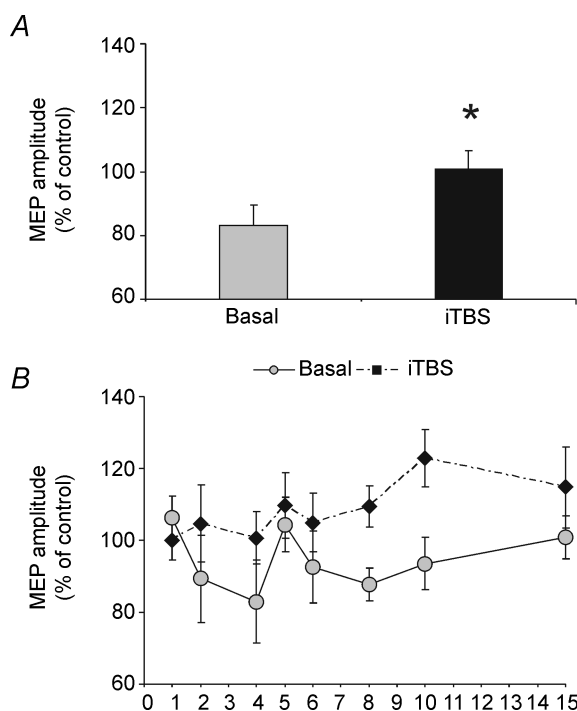 A
140
120
100
80
60
MEP amplitude
(% of control)
*
Basal
iTBS
B
Basal
iTBS
140
120
100
80
60
MEP amplitude
(% of control)
0 1 2 3 4 5 6 7 8 9 10 11 12 13 14 15